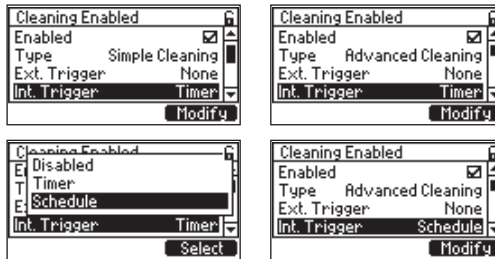 Cleaning Enabled
Enabled
Type Simple Cleaning
Ext. Trigger None
Int. Trigger Timer
Modify
Cleaning Enabled
Enabled
Type Advanced Cleaning
Ext. Trigger None
Int. Trigger Timer
Modify
Cleaning Enabled
Disabled
Timer
Schedule
Int. Trigger Timer
Select
Cleaning Enabled
Enabled
Type Advanced Cleaning
Ext. Trigger None
Int. Trigger Schedule
Modify